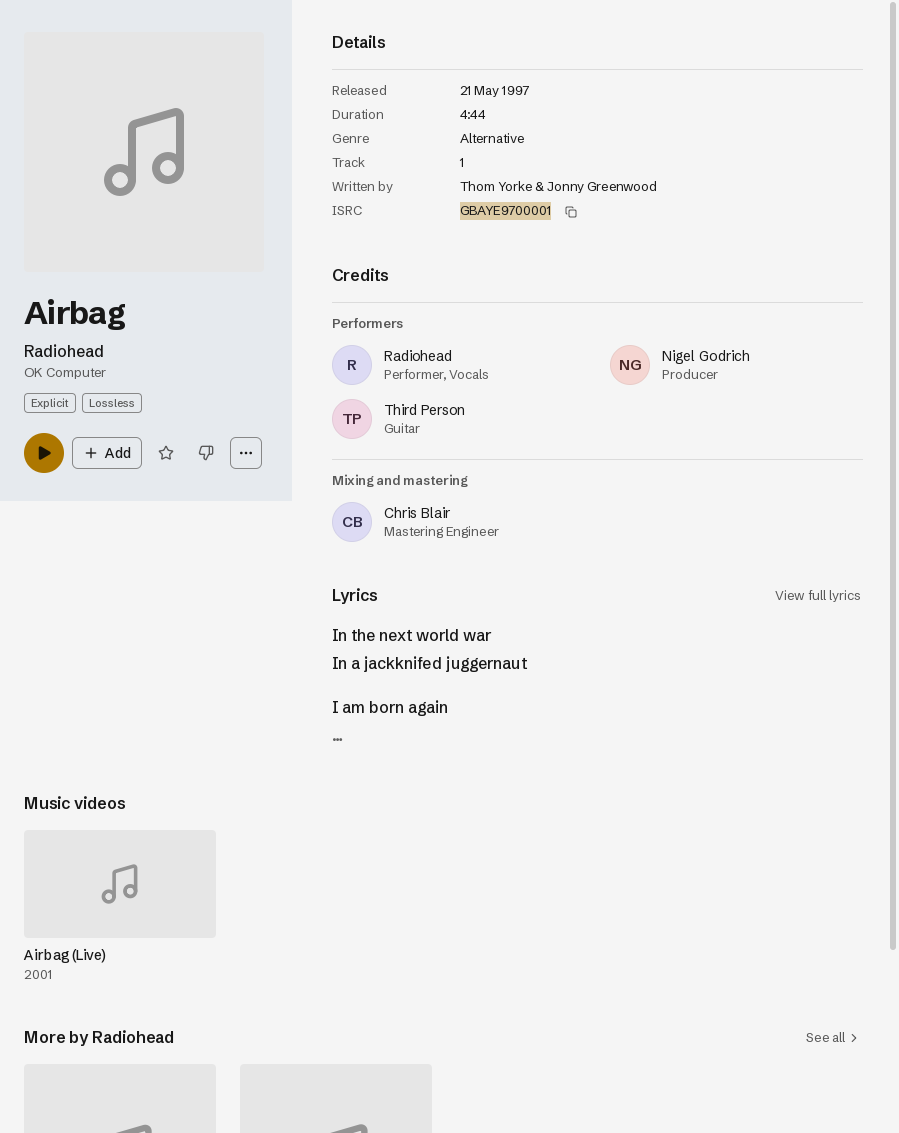 Airbag
Radiohead
OK Computer
Explicit
Lossless
Add
Details
Released 21 May 1997
Duration 4:44
Genre Alternative
Track 1
Written by Thom Yorke & Jonny Greenwood
ISRC GBAYE9700001
Credits
Performers
R Radiohead
Performer, Vocals
NG Nigel Godrich
Producer
TP Third Person
Guitar
Mixing and mastering
CB Chris Blair
Mastering Engineer
Lyrics View full lyrics
In the next world war
In a jackknifed juggernaut
I am born again
…
Music videos
Airbag (Live)
2001
More by Radiohead See all